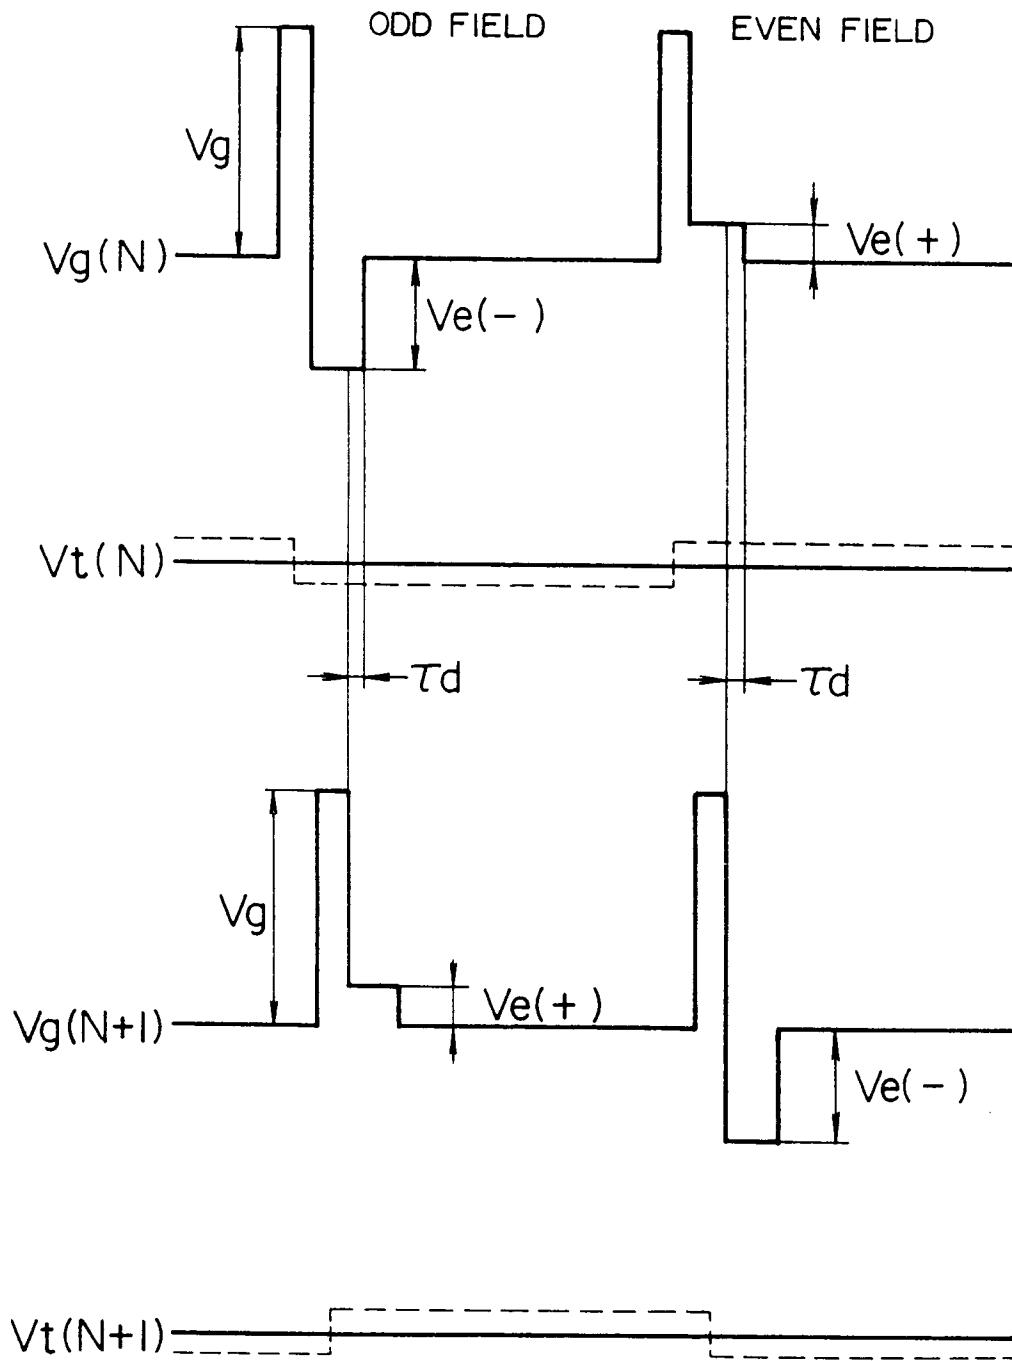 ODD FIELD
EVEN FIELD
Vg
Vg(N)
Ve(+)
Ve(-)
Vt(N)
τd
τd
Vg
Vg(N+1)
Ve(+)
Ve(-)
Vt(N+1)